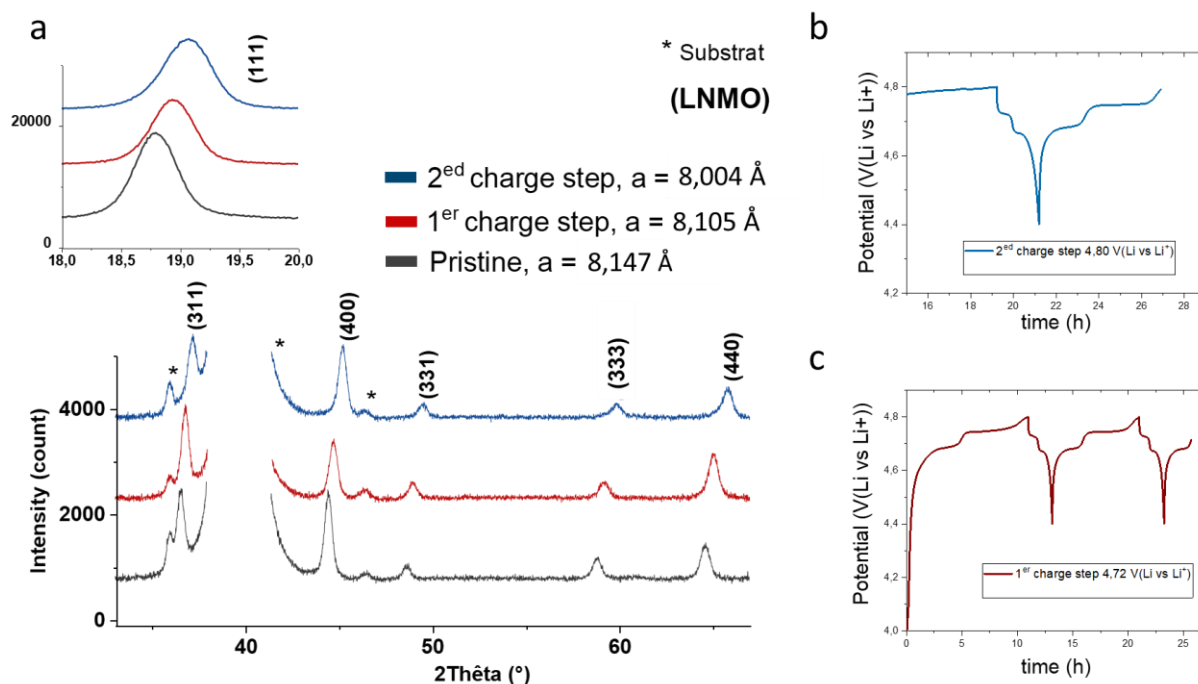 a
(111)
20000
0
18,0 18,5 19,0 19,5 20,0
* Substrat
(LNMO)
2ed charge step, a = 8,004 Å
1er charge step, a = 8,105 Å
Pristine, a = 8,147 Å
(311)
(400)
(331)
(333)
(440)
*
*
*
4000
2000
0
Intensity (count)
40 50 60
2Thêta (°)
b
Potential (V(Li vs Li+))
4,8
4,6
4,4
4,2
2ed charge step 4,80 V(Li vs Li+)
16 18 20 22 24 26 28
time (h)
c
Potential (V(Li vs Li+))
4,8
4,6
4,4
4,2
4,0
1er charge step 4,72 V(Li vs Li+)
0 5 10 15 20 25
time (h)